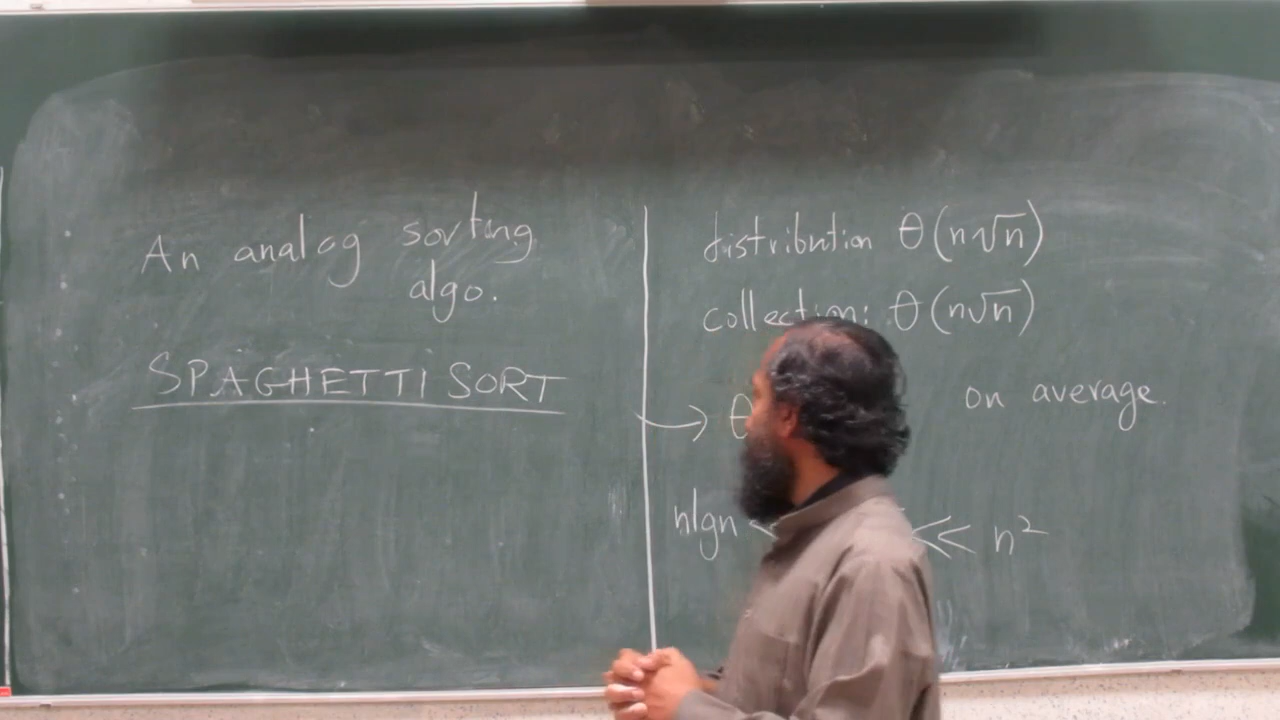 An analog sorting
algo.
SPAGHETTI SORT
distribution θ(n√n)
collection: θ(n√n)
→ θ on average.
nlgn < << n²